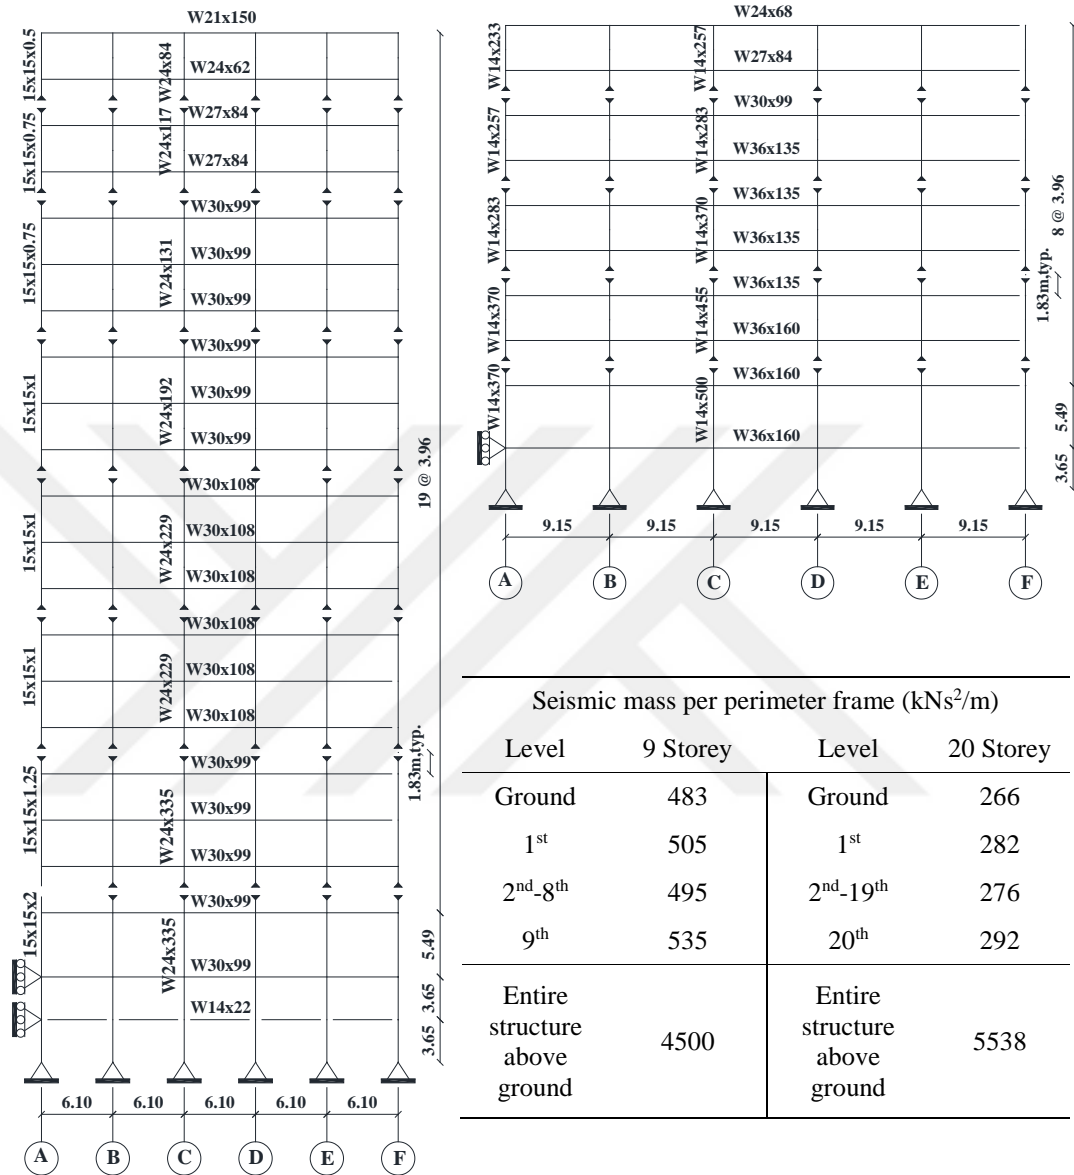 W21x150
W24x62
W27x84
W27x84
W30x99
W30x99
W30x99
W30x99
W30x99
W30x99
W30x108
W30x108
W30x108
W30x108
W30x108
W30x108
W30x99
W30x99
W30x99
W30x99
W30x99
W14x22
15x15x0.5
15x15x0.75
15x15x0.75
15x15x1
15x15x1
15x15x1
15x15x1.25
15x15x2
W24x84
W24x117
W24x131
W24x192
W24x229
W24x229
W24x335
W24x335
19 @ 3.96
1.83m,typ.
5.49
3.65
3.65
6.10 6.10 6.10 6.10 6.10
A B C D E F
W24x68
W27x84
W30x99
W36x135
W36x135
W36x135
W36x135
W36x160
W36x160
W36x160
W14x233
W14x257
W14x283
W14x370
W14x370
W14x257
W14x283
W14x370
W14x455
W14x500
8 @ 3.96
1.83m,typ.
5.49
3.65
9.15 9.15 9.15 9.15 9.15
A B C D E F
Seismic mass per perimeter frame (kNs²/m)
Level 9 Storey Level 20 Storey
Ground 483 Ground 266
1st 505 1st 282
2nd-8th 495 2nd-19th 276
9th 535 20th 292
Entire structure above ground 4500 Entire structure above ground 5538